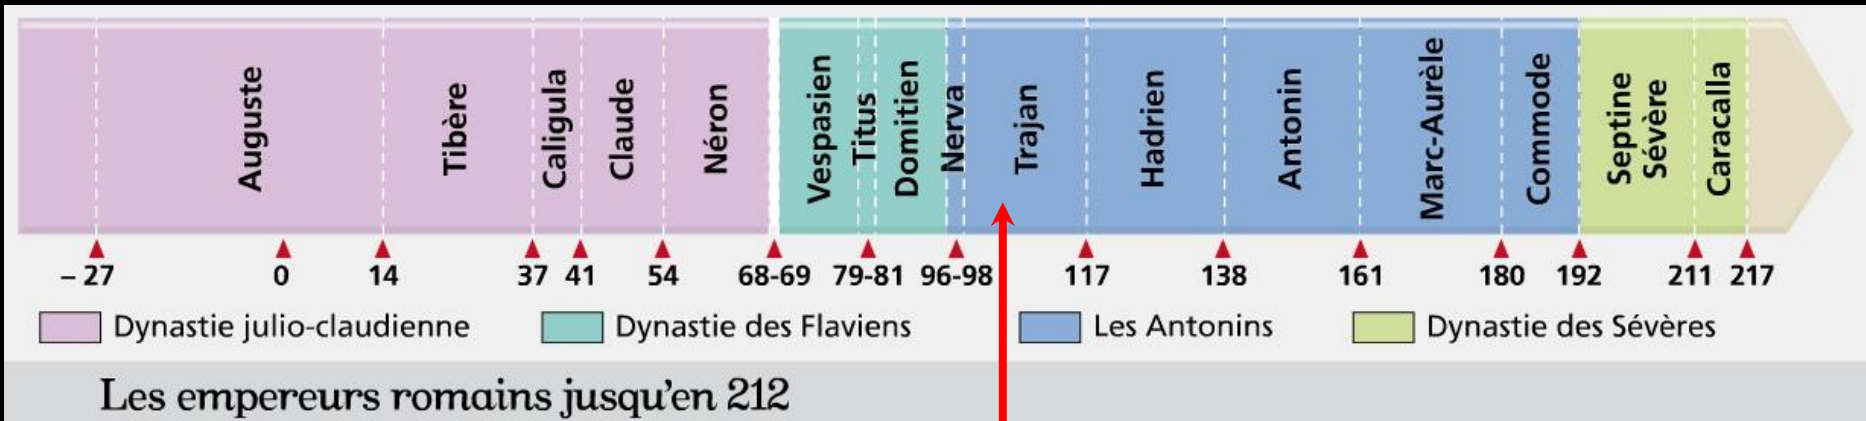 Auguste
Tibère
Caligula
Claude
Néron
Vespasien
Titus
Domitien
Nerva
Trajan
Hadrien
Antonin
Marc-Aurèle
Commode
Septine
Sévère
Caracalla
– 27 0 14 37 41 54 68-69 79-81 96-98 117 138 161 180 192 211 217
Dynastie julio-claudienne Dynastie des Flaviens Les Antonins Dynastie des Sévères
Les empereurs romains jusqu'en 212